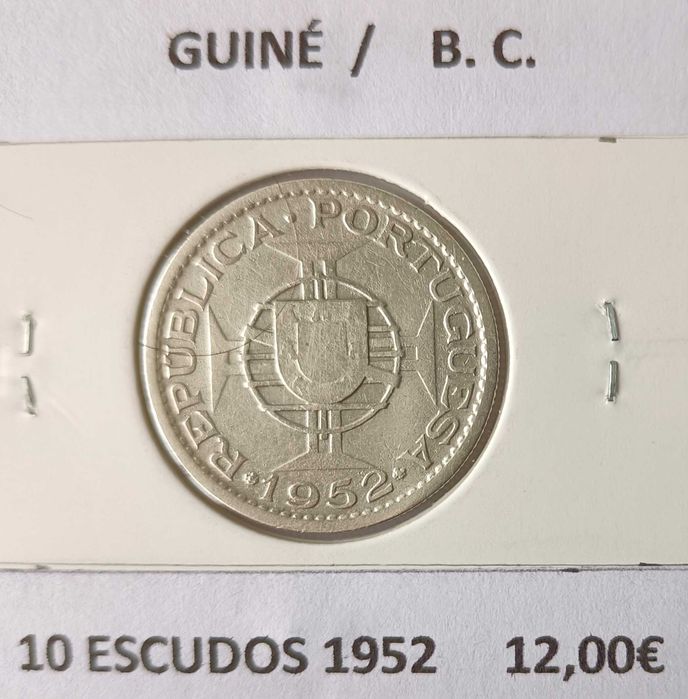 GUINÉ / B. C.
REPUBLICA · PORTUGUESA
1952
10 ESCUDOS 1952 12,00€